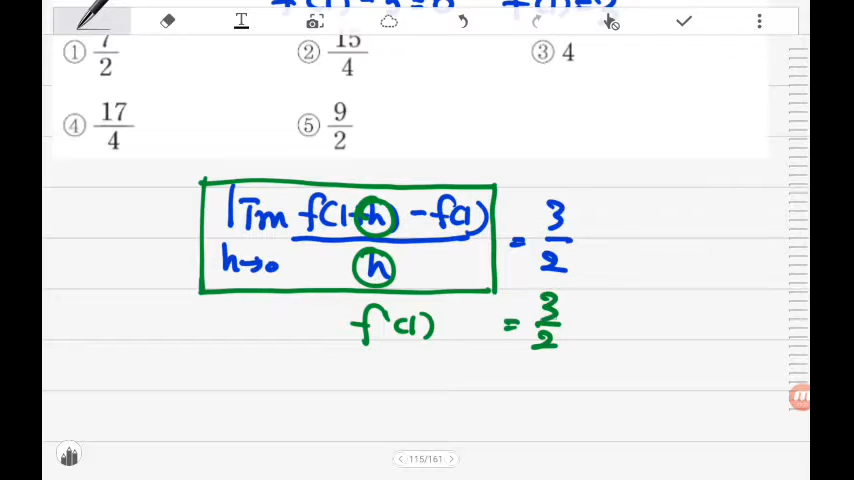 ① 7/2 ② 15/4 ③ 4
④ 17/4 ⑤ 9/2
lim h→0 f(1+h) - f(1) / h = 3/2
f'(1) = 3/2
115/161